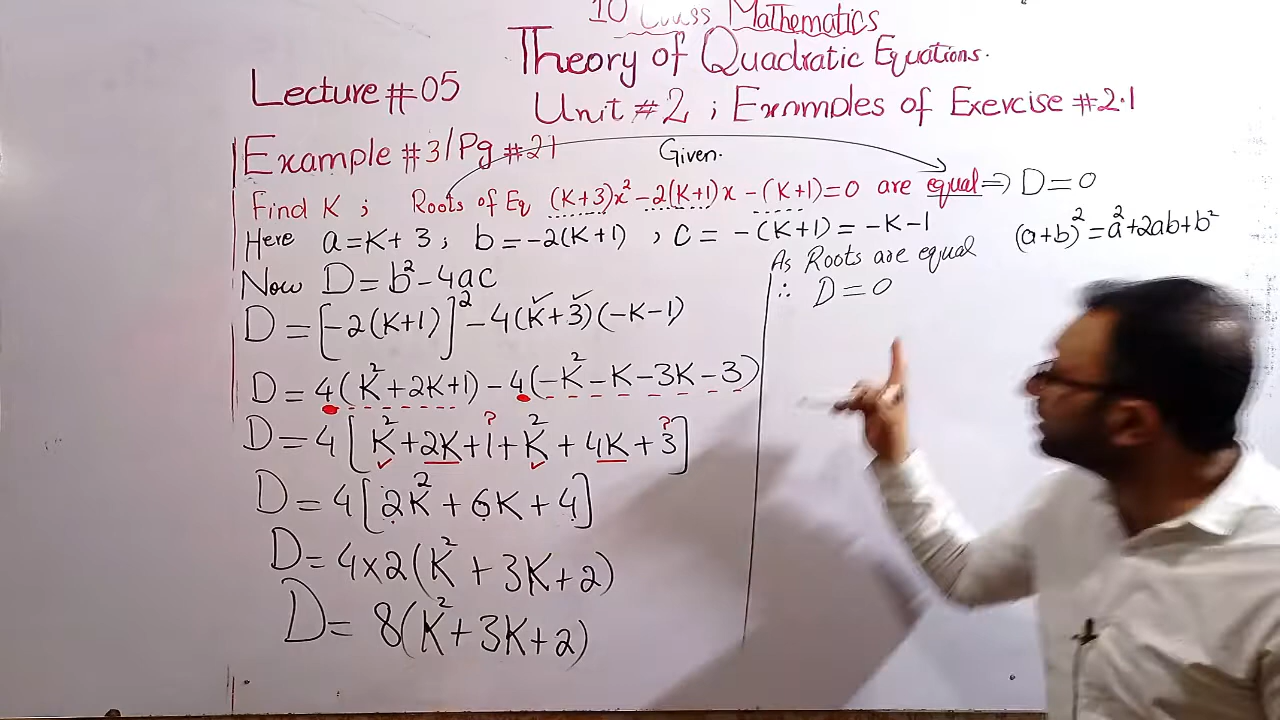 10 Class Mathematics
Theory of Quadratic Equations.
Lecture #05
Unit #2 ; Examples of Exercise #2.1
Example #3/Pg #21
Given.
Find K ; Roots of Eq (K+3)x²-2(K+1)x-(K+1)=0 are equal ⇒ D=0
Here a=K+3 ; b=-2(K+1) ; C= -(K+1) = -K-1
(a+b)²=a²+2ab+b²
Now D=b²-4ac
D=[-2(K+1)]²-4(K+3)(-K-1)
D=4(K²+2K+1)-4(-K²-K-3K-3)
D=4[K²+2K+1+K²+4K+3]
? ?
D=4[2K²+6K+4]
D=4×2(K²+3K+2)
D=8(K²+3K+2)
As Roots are equal
∴ D=0